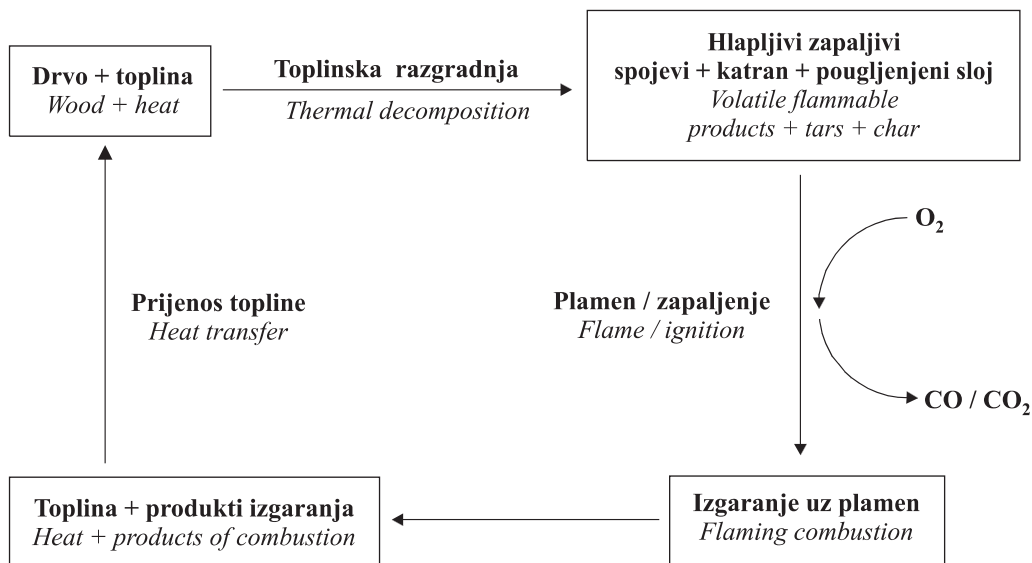 Drvo + toplina
Wood + heat
Toplinska razgradnja
Thermal decomposition
Hlapljivi zapaljivi
spojevi + katran + pougljenjeni sloj
Volatile flammable
products + tars + char
O₂
Prijenos topline
Heat transfer
Plamen / zapaljenje
Flame / ignition
CO / CO₂
Toplina + produkti izgaranja
Heat + products of combustion
Izgaranje uz plamen
Flaming combustion